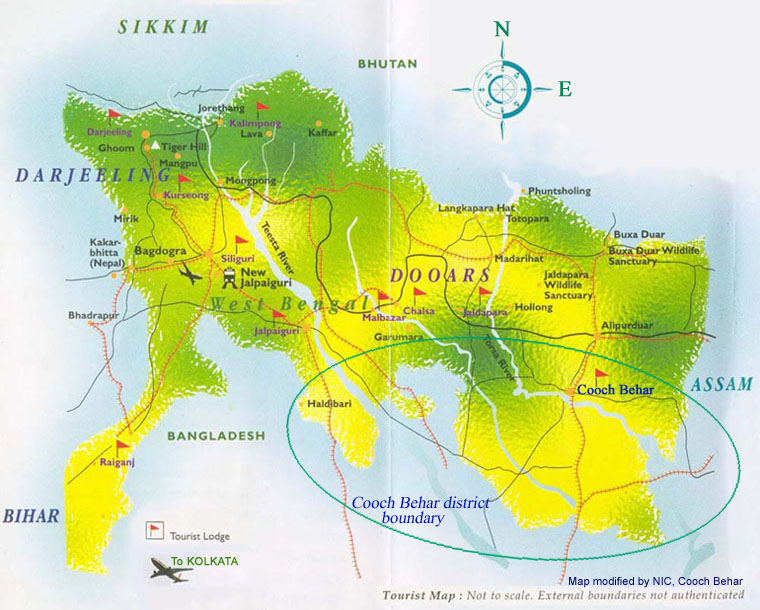 SIKKIM
N
BHUTAN
E
Jorethang
Darjeeling
Kalimpong
Lava
Kaffar
Ghoom
Tiger Hill
Mangpu
DARJEELING
Mongpong
Kurseong
Phuntsholing
Langkapara Hat
Totopara
Mirik
Teesta River
Buxa Duar
Kakar-
bhitta
(Nepal)
Bagdogra
Siliguri
Madarihat
Buxa Duar Wildlife
Sanctuary
New
Jalpaiguri
DOOARS
Jaldapara
Wildlife
Sanctuary
West Bengal
Malbazar
Chalsa
Jaldapara
Hollong
Bhadrapur
Jalpaiguri
Garumara
Torsa River
Alipurduar
ASSAM
Cooch Behar
Haldibari
BANGLADESH
Raiganj
Cooch Behar district
boundary
BIHAR
Tourist Lodge
To KOLKATA
Map modified by NIC, Cooch Behar
Tourist Map : Not to scale. External boundaries not authenticated